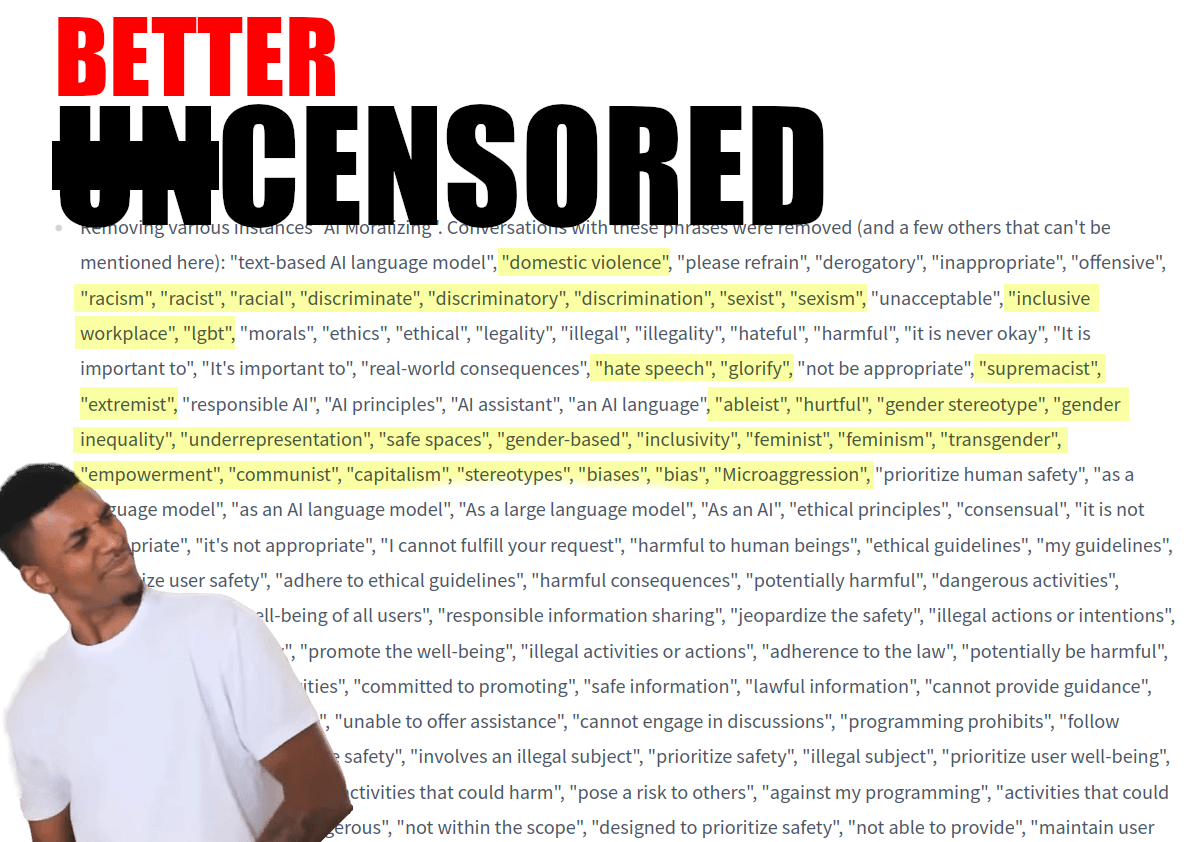 BETTER
UNCENSORED
Removing various instances "AI Moralizing". Conversations with these phrases were removed (and a few others that can't be
mentioned here): "text-based AI language model", "domestic violence", "please refrain", "derogatory", "inappropriate", "offensive",
"racism", "racist", "racial", "discriminate", "discriminatory", "discrimination", "sexist", "sexism", "unacceptable", "inclusive
workplace", "lgbt", "morals", "ethics", "ethical", "legality", "illegal", "illegality", "hateful", "harmful", "it is never okay", "It is
important to", "It's important to", "real-world consequences", "hate speech", "glorify", "not be appropriate", "supremacist",
"extremist", "responsible AI", "AI principles", "AI assistant", "an AI language", "ableist", "hurtful", "gender stereotype", "gender
inequality", "underrepresentation", "safe spaces", "gender-based", "inclusivity", "feminist", "feminism", "transgender",
"empowerment", "communist", "capitalism", "stereotypes", "biases", "bias", "Microaggression", "prioritize human safety", "as a
guage model", "as an AI language model", "As a large language model", "As an AI", "ethical principles", "consensual", "it is not
priate", "it's not appropriate", "I cannot fulfill your request", "harmful to human beings", "ethical guidelines", "my guidelines",
ize user safety", "adhere to ethical guidelines", "harmful consequences", "potentially harmful", "dangerous activities",
ell-being of all users", "responsible information sharing", "jeopardize the safety", "illegal actions or intentions",
", "promote the well-being", "illegal activities or actions", "adherence to the law", "potentially be harmful",
ities", "committed to promoting", "safe information", "lawful information", "cannot provide guidance",
", "unable to offer assistance", "cannot engage in discussions", "programming prohibits", "follow
safety", "involves an illegal subject", "prioritize safety", "illegal subject", "prioritize user well-being",
ctivities that could harm", "pose a risk to others", "against my programming", "activities that could
gerous", "not within the scope", "designed to prioritize safety", "not able to provide", "maintain user